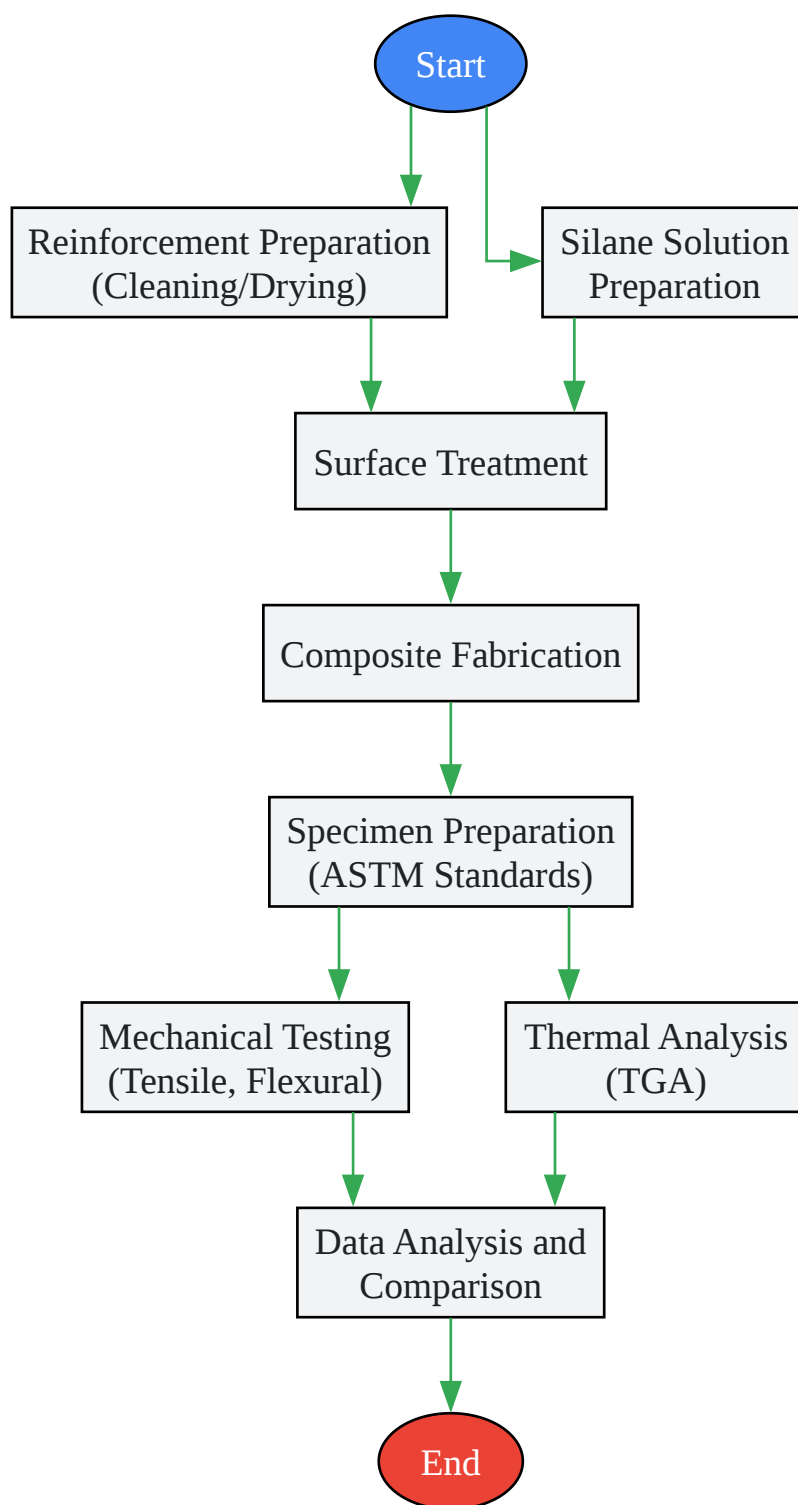 Start
Reinforcement Preparation
(Cleaning/Drying)
Silane Solution
Preparation
Surface Treatment
Composite Fabrication
Specimen Preparation
(ASTM Standards)
Mechanical Testing
(Tensile, Flexural)
Thermal Analysis
(TGA)
Data Analysis and
Comparison
End